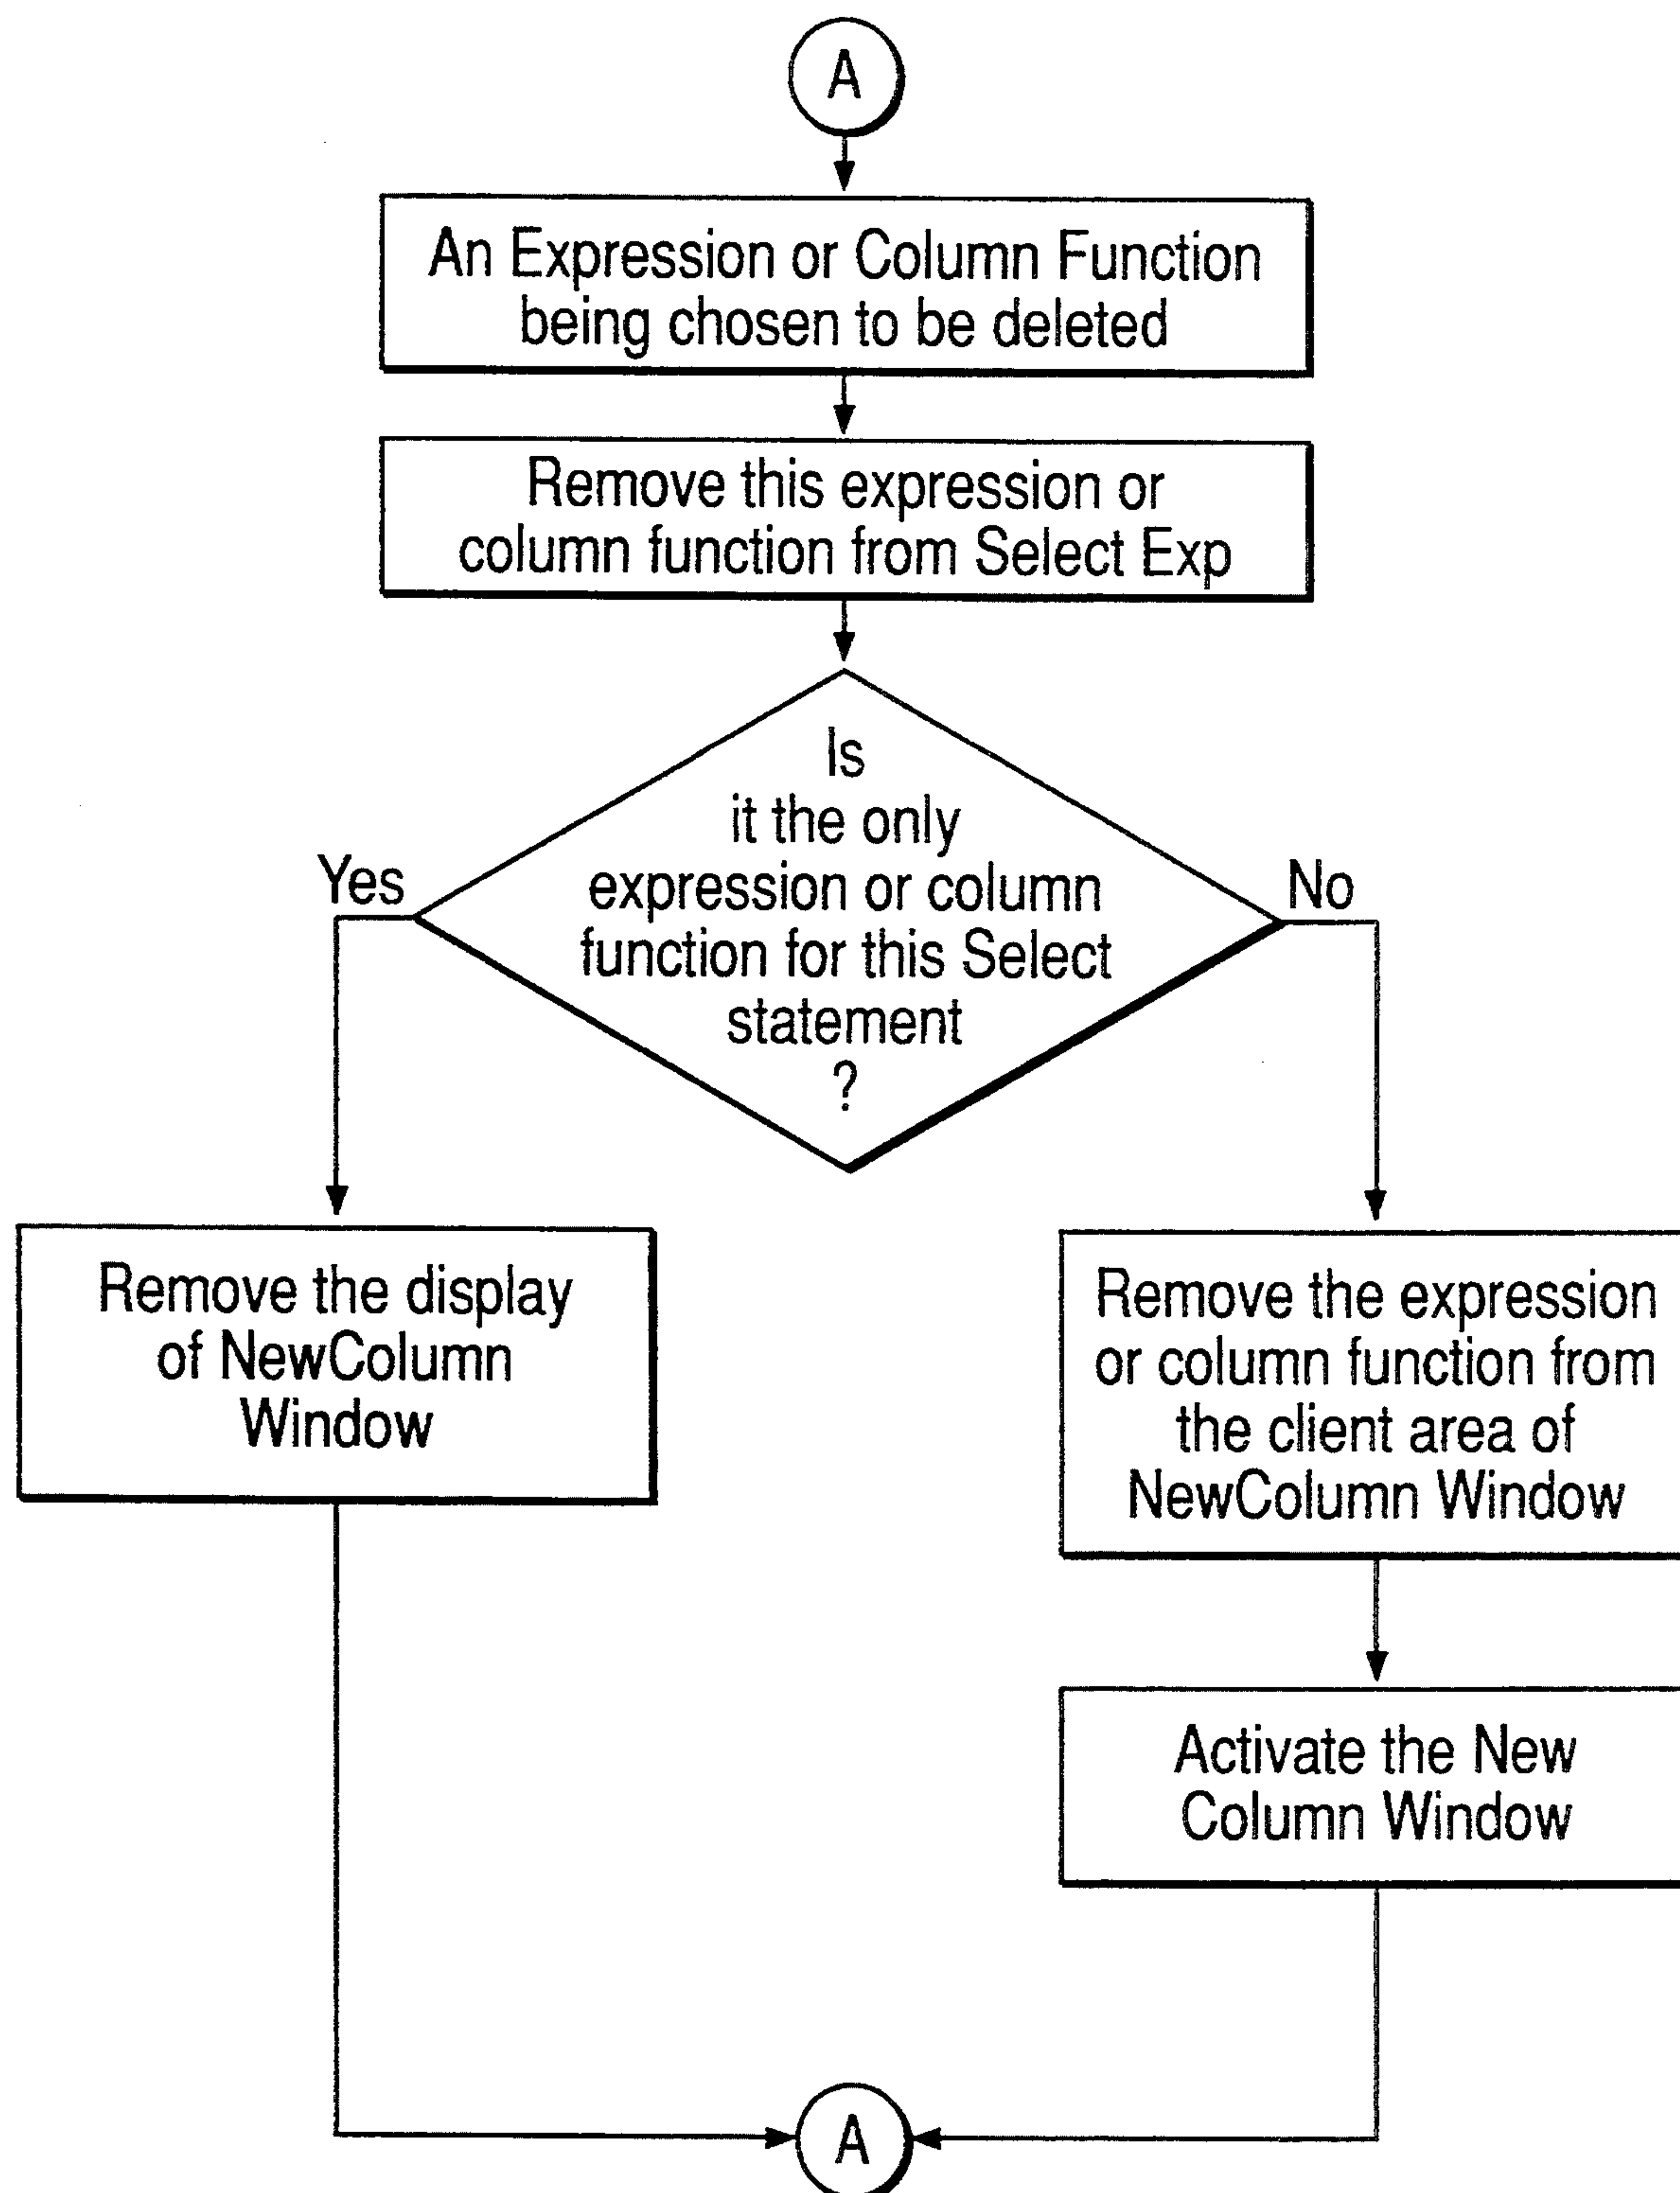 A
An Expression or Column Function
being chosen to be deleted
Remove this expression or
column function from Select Exp
Is
it the only
expression or column
function for this Select
statement
?
Yes
No
Remove the display
of NewColumn
Window
Remove the expression
or column function from
the client area of
NewColumn Window
Activate the New
Column Window
A